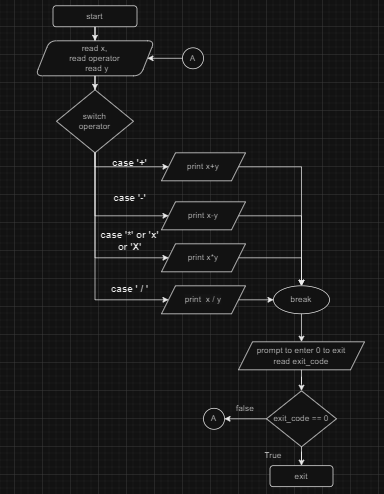 start
read x,
read operator
read y
A
switch
operator
case '+'
print x+y
case '-'
print x-y
case '*' or 'x'
or 'X'
print x*y
case ' / '
print x / y
break
prompt to enter 0 to exit
read exit_code
false
A
exit_code == 0
True
exit